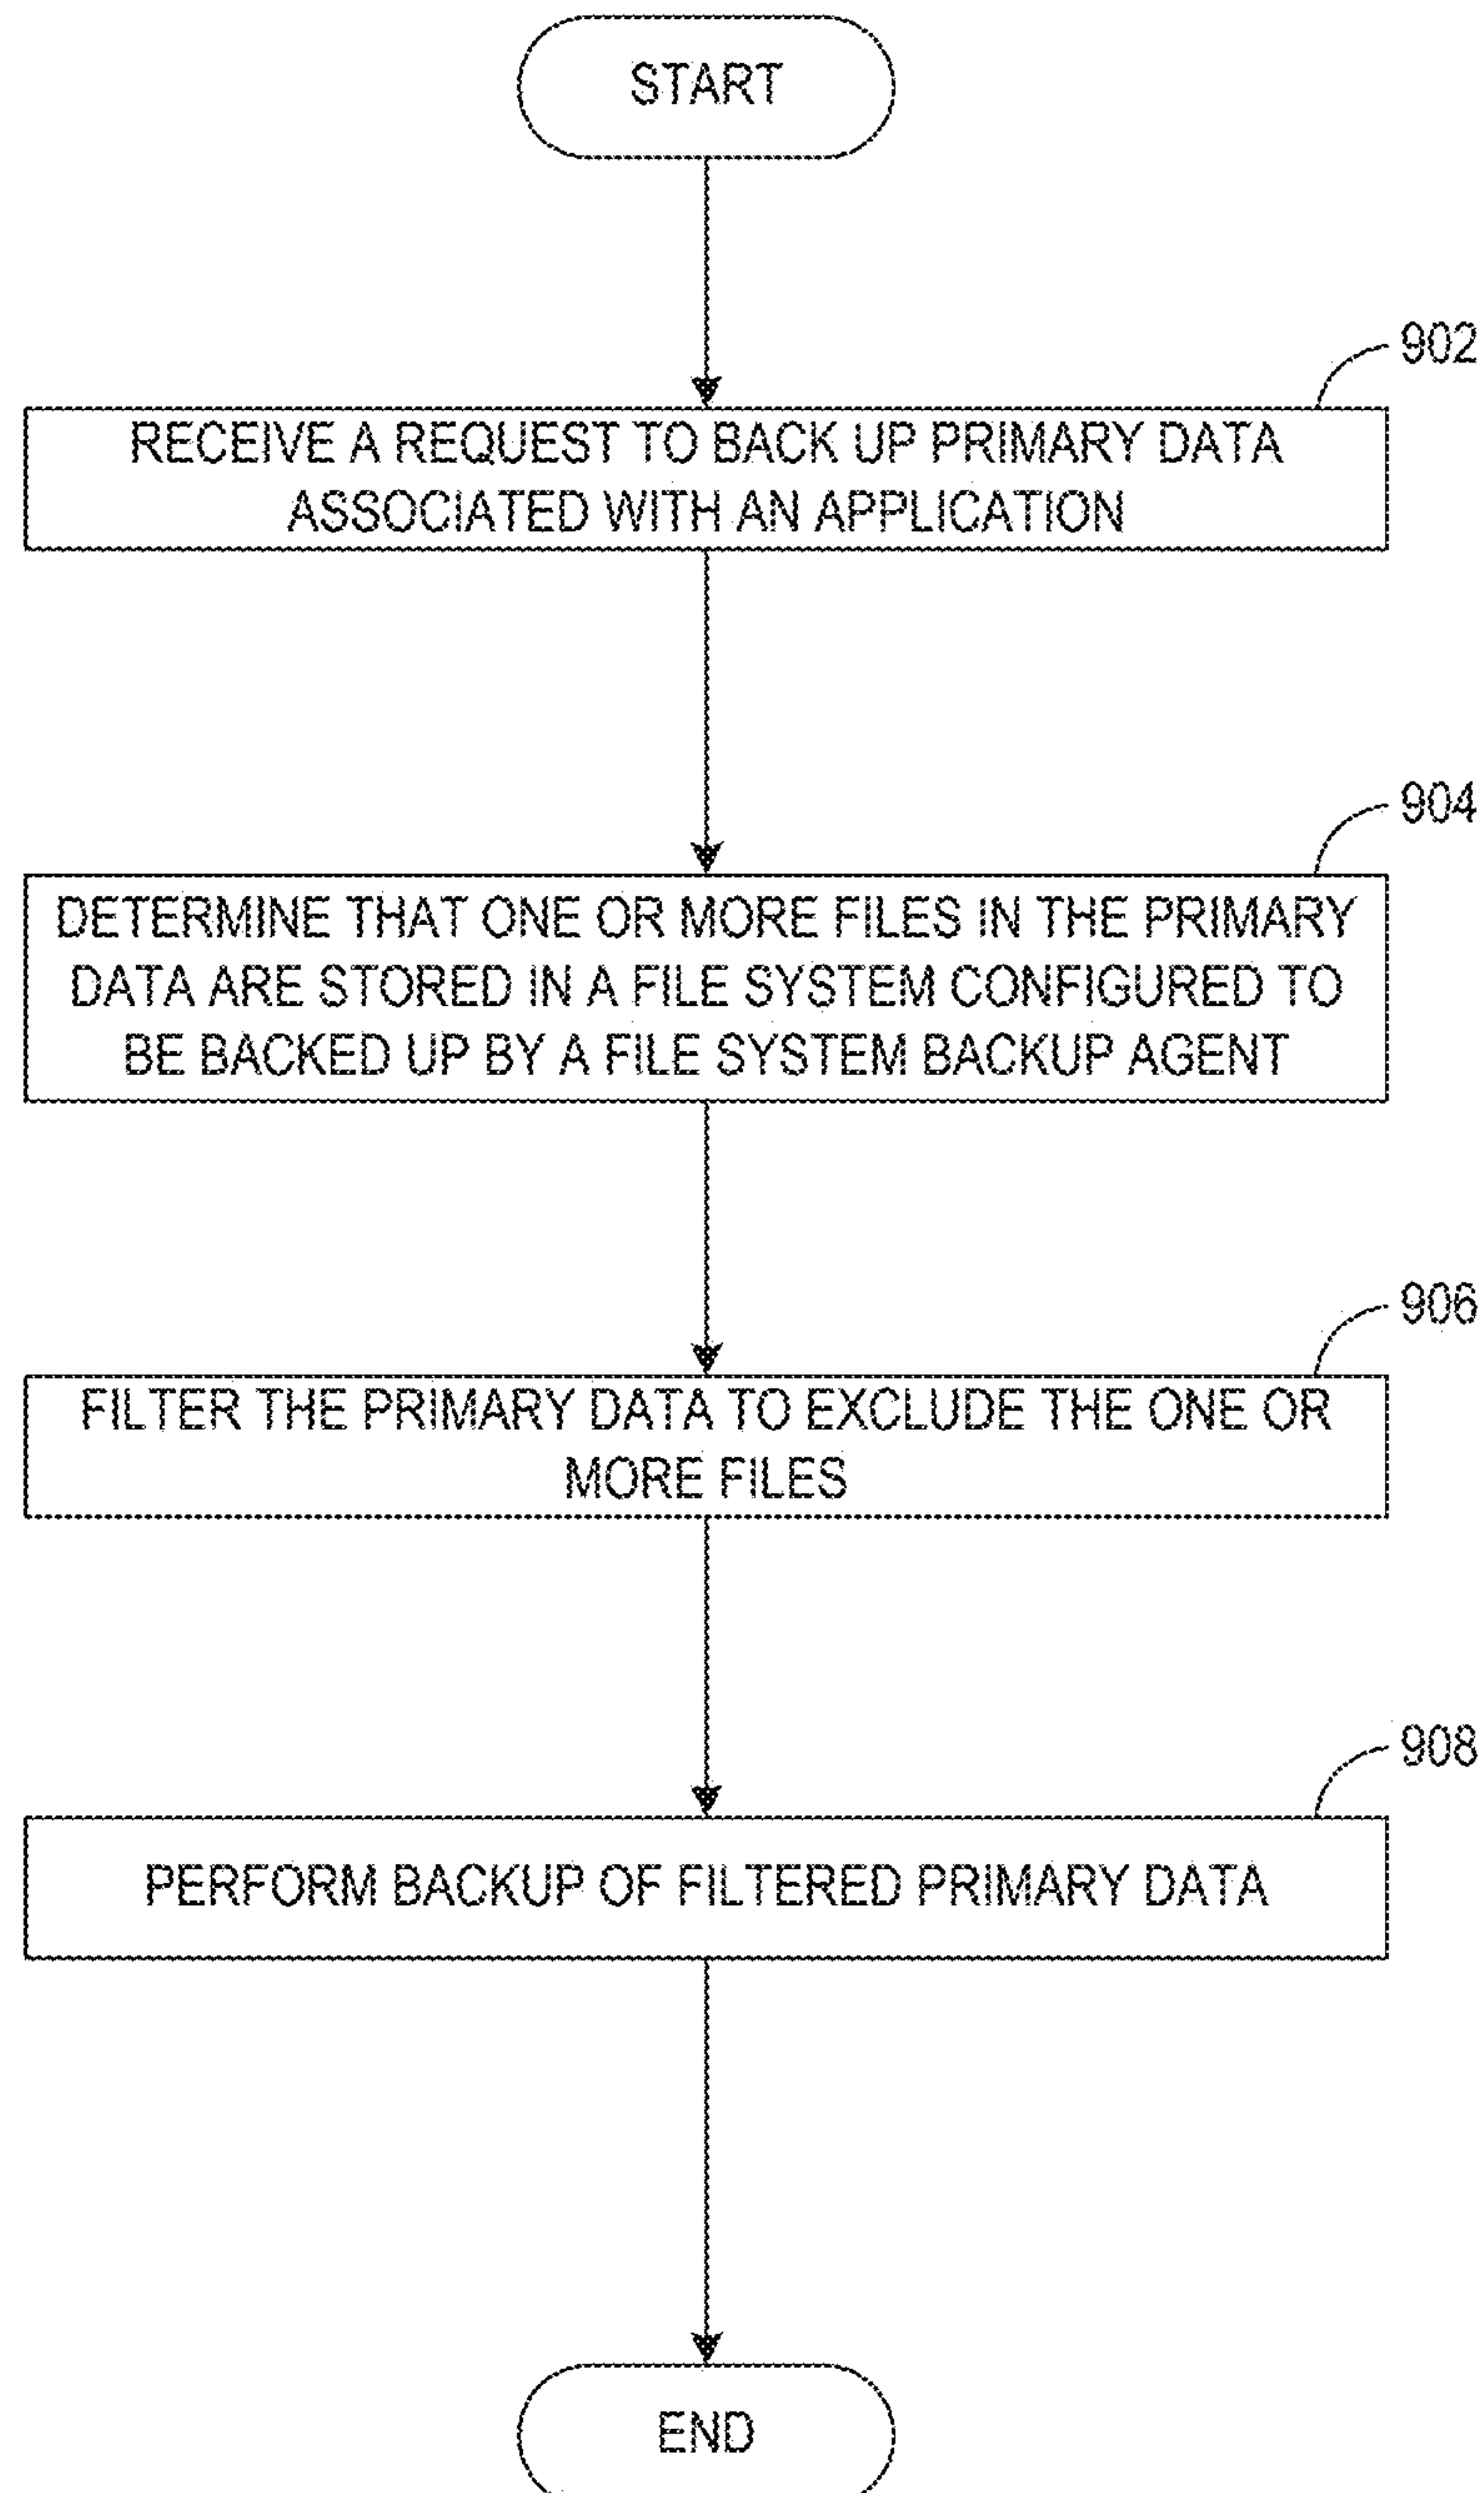 START
902
RECEIVE A REQUEST TO BACK UP PRIMARY DATA
ASSOCIATED WITH AN APPLICATION
904
DETERMINE THAT ONE OR MORE FILES IN THE PRIMARY
DATA ARE STORED IN A FILE SYSTEM CONFIGURED TO
BE BACKED UP BY A FILE SYSTEM BACKUP AGENT
906
FILTER THE PRIMARY DATA TO EXCLUDE THE ONE OR
MORE FILES
908
PERFORM BACKUP OF FILTERED PRIMARY DATA
END